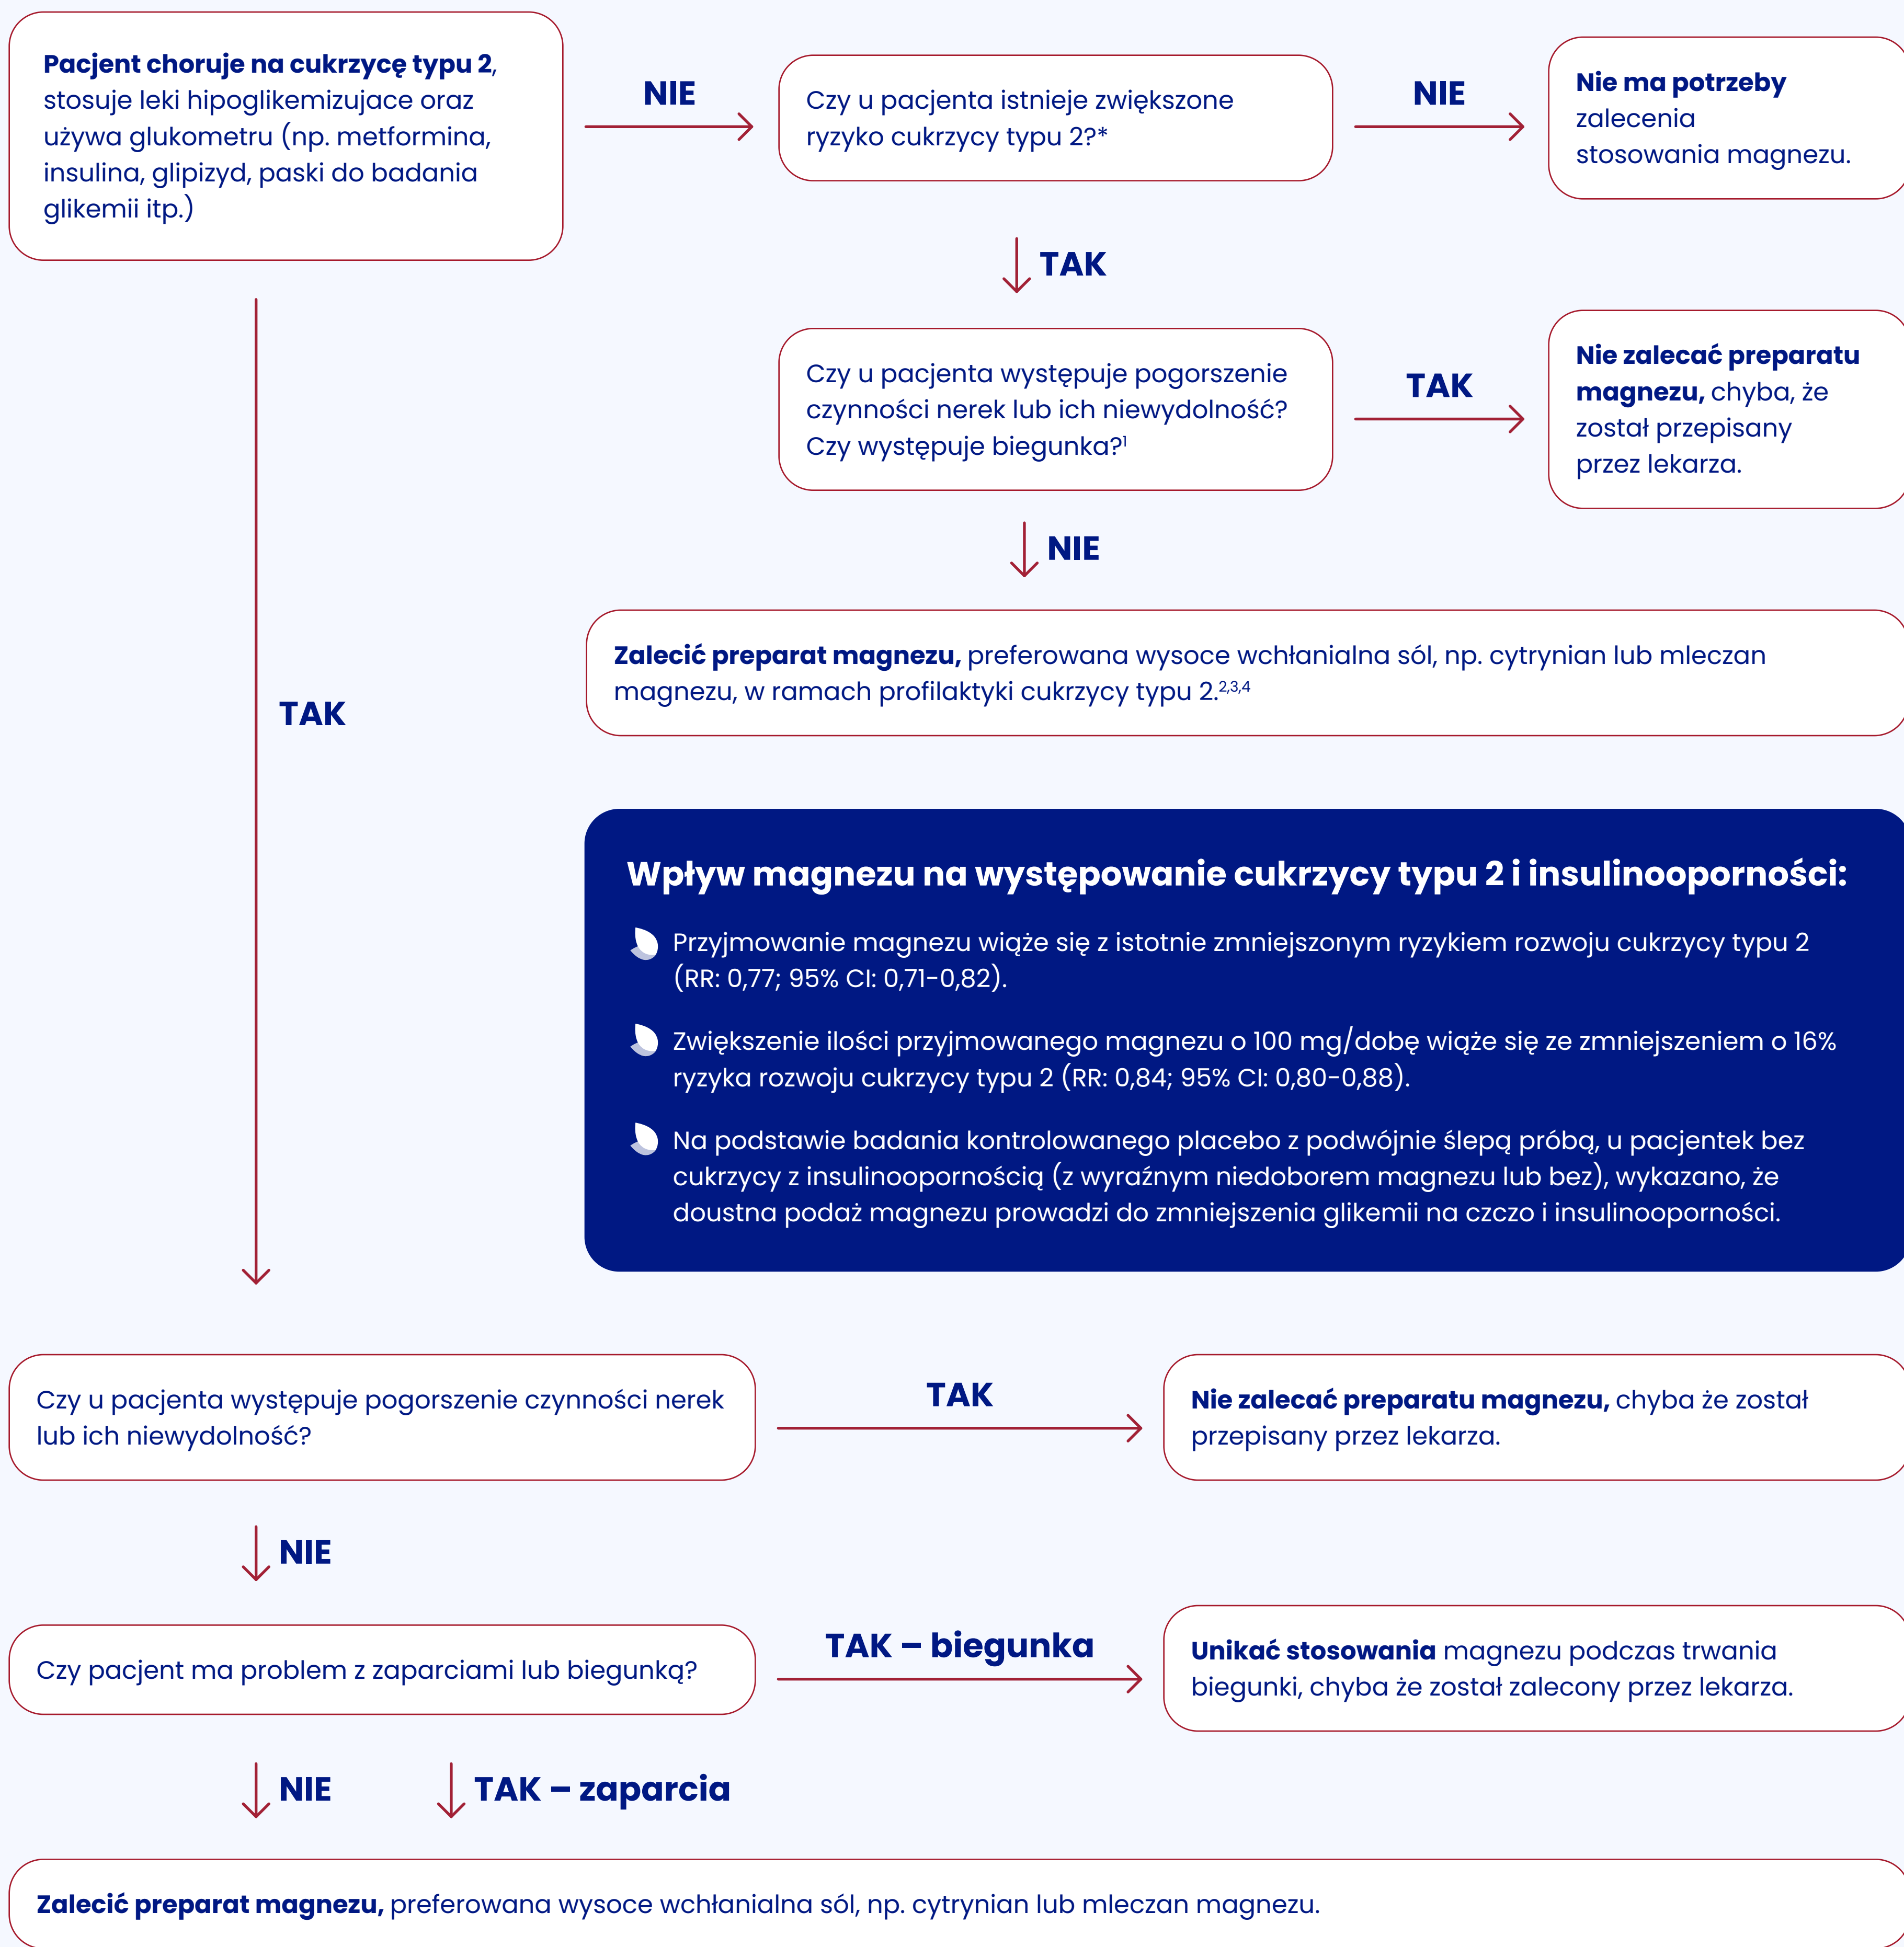 Pacjent choruje na cukrzycę typu 2,
stosuje leki hipoglikemizujace oraz
używa glukometru (np. metformina,
insulina, glipizyd, paski do badania
glikemii itp.)
NIE
Czy u pacjenta istnieje zwiększone
ryzyko cukrzycy typu 2?*
NIE
Nie ma potrzeby
zalecenia
stosowania magnezu.
TAK
Czy u pacjenta występuje pogorszenie
czynności nerek lub ich niewydolność?
Czy występuje biegunka?¹
TAK
Nie zalecać preparatu
magnezu, chyba, że
został przepisany
przez lekarza.
NIE
Zalecić preparat magnezu, preferowana wysoce wchłanialna sól, np. cytrynian lub mleczan
magnezu, w ramach profilaktyki cukrzycy typu 2.²,³,⁴
TAK
Wpływ magnezu na występowanie cukrzycy typu 2 i insulinooporności:
Przyjmowanie magnezu wiąże się z istotnie zmniejszonym ryzykiem rozwoju cukrzycy typu 2
(RR: 0,77; 95% CI: 0,71-0,82).
Zwiększenie ilości przyjmowanego magnezu o 100 mg/dobę wiąże się ze zmniejszeniem o 16%
ryzyka rozwoju cukrzycy typu 2 (RR: 0,84; 95% CI: 0,80-0,88).
Na podstawie badania kontrolowanego placebo z podwójnie ślepą próbą, u pacjentek bez
cukrzycy z insulinoopornością (z wyraźnym niedoborem magnezu lub bez), wykazano, że
doustna podaż magnezu prowadzi do zmniejszenia glikemii na czczo i insulinooporności.
Czy u pacjenta występuje pogorszenie czynności nerek
lub ich niewydolność?
TAK
Nie zalecać preparatu magnezu, chyba że został
przepisany przez lekarza.
NIE
Czy pacjent ma problem z zaparciami lub biegunką?
TAK – biegunka
Unikać stosowania magnezu podczas trwania
biegunki, chyba że został zalecony przez lekarza.
NIE
TAK – zaparcia
Zalecić preparat magnezu, preferowana wysoce wchłanialna sól, np. cytrynian lub mleczan magnezu.